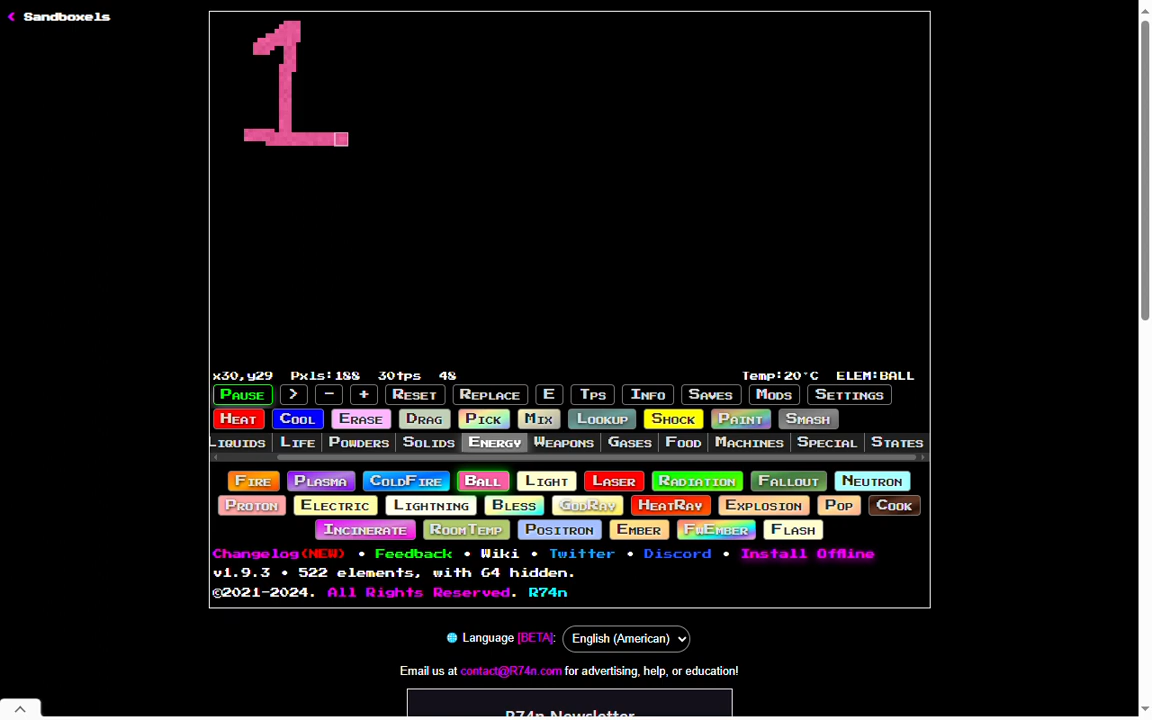 Sandboxels
1
x30,y29 Pxls:188 30tps 48 Temp:20°C ELEM:BALL
Pause > - + Reset Replace E Tps Info Saves Mods Settings
Heat Cool Erase Drag Pick Mix Lookup Shock Paint Smash
Liquids Life Powders Solids Energy Weapons Gases Food Machines Special States
Fire Plasma ColdFire Ball Light Laser Radiation Fallout Neutron
Proton Electric Lightning Bless GodRay HeatRay Explosion Pop Cook
Incinerate RoomTemp Positron Ember FwEmber Flash
Changelog(NEW) • Feedback • Wiki • Twitter • Discord • Install Offline
v1.9.3 • 522 elements, with 64 hidden.
©2021-2024. All Rights Reserved. R74n
Language [BETA]: English (American)
Email us at contact@R74n.com for advertising, help, or education!
R74n Newsletter